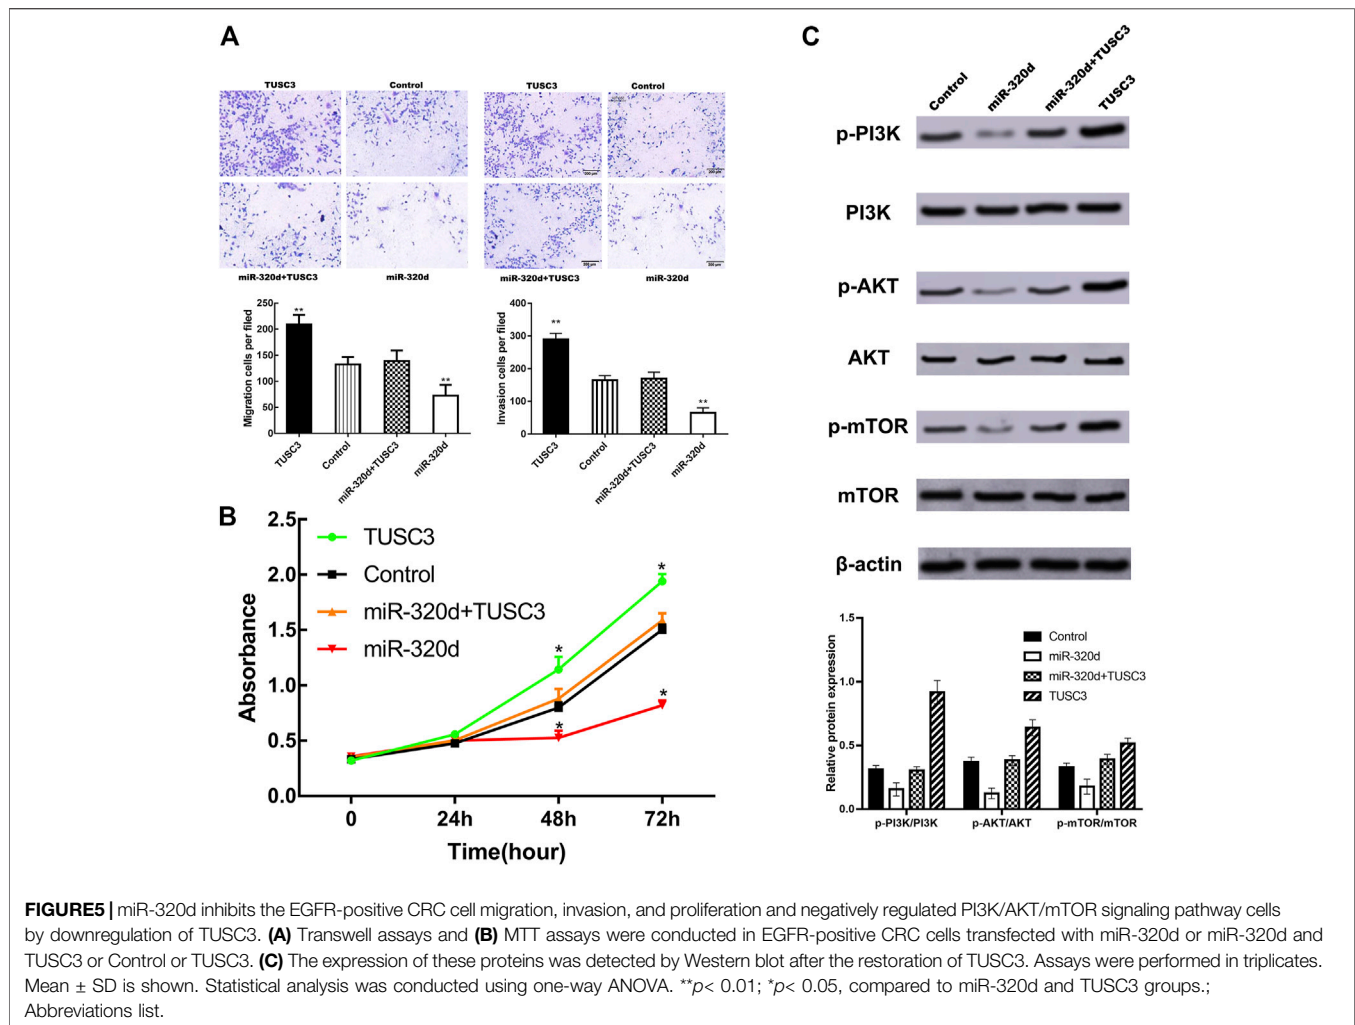 A
TUSC3
Control
TUSC3
Control
200 μm
miR-320d+TUSC3
miR-320d
miR-320d+TUSC3
miR-320d
Migration cells per filed
250
200
150
100
50
0
**
**
TUSC3
Control
miR-320d+TUSC3
miR-320d
Invasion cells per filed
400
300
200
100
0
**
**
TUSC3
Control
miR-320d+TUSC3
miR-320d
B
Absorbance
2.5
2.0
1.5
1.0
0.5
0.0
TUSC3
Control
miR-320d+TUSC3
miR-320d
*
*
*
*
0
24h
48h
72h
Time(hour)
C
Control
miR-320d
miR-320d+TUSC3
TUSC3
p-PI3K
PI3K
p-AKT
AKT
p-mTOR
mTOR
β-actin
Relative protein expression
1.5
1.0
0.5
0.0
Control
miR-320d
miR-320d+TUSC3
TUSC3
p-PI3K/PI3K
p-AKT/AKT
p-mTOR/mTOR
FIGURE5 | miR-320d inhibits the EGFR-positive CRC cell migration, invasion, and proliferation and negatively regulated PI3K/AKT/mTOR signaling pathway cells
by downregulation of TUSC3. (A) Transwell assays and (B) MTT assays were conducted in EGFR-positive CRC cells transfected with miR-320d or miR-320d and
TUSC3 or Control or TUSC3. (C) The expression of these proteins was detected by Western blot after the restoration of TUSC3. Assays were performed in triplicates.
Mean ± SD is shown. Statistical analysis was conducted using one-way ANOVA. **p< 0.01; *p< 0.05, compared to miR-320d and TUSC3 groups.;
Abbreviations list.